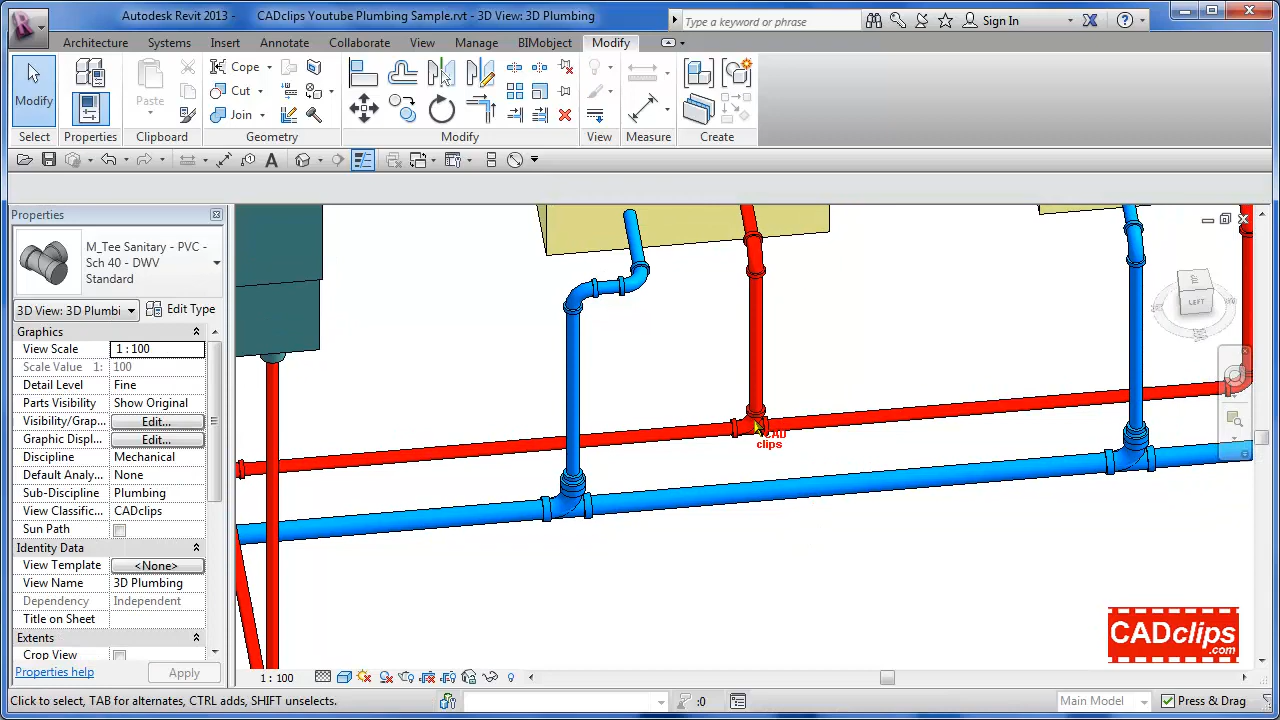 Autodesk Revit 2013 - CADclips Youtube Plumbing Sample.rvt - 3D View: 3D Plumbing
Type a keyword or phrase
Sign In
Architecture Systems Insert Annotate Collaborate View Manage BIMobject Modify
Modify
Properties
Paste
Cope
Cut
Join
Select Properties Clipboard Geometry Modify View Measure Create
Properties
M_Tee Sanitary - PVC -
Sch 40 - DWV
Standard
3D View: 3D Plumbi Edit Type
Graphics
View Scale 1 : 100
Scale Value 1: 100
Detail Level Fine
Parts Visibility Show Original
Visibility/Grap... Edit...
Graphic Displ... Edit...
Discipline Mechanical
Default Analy... None
Sub-Discipline Plumbing
View Classific... CADclips
Sun Path
Identity Data
View Template <None>
View Name 3D Plumbing
Dependency Independent
Title on Sheet
Extents
Crop View
Properties help Apply
CAD
clips
LEFT
CADclips
.com
1 : 100
Click to select, TAB for alternates, CTRL adds, SHIFT unselects.
:0
Main Model
Press & Drag